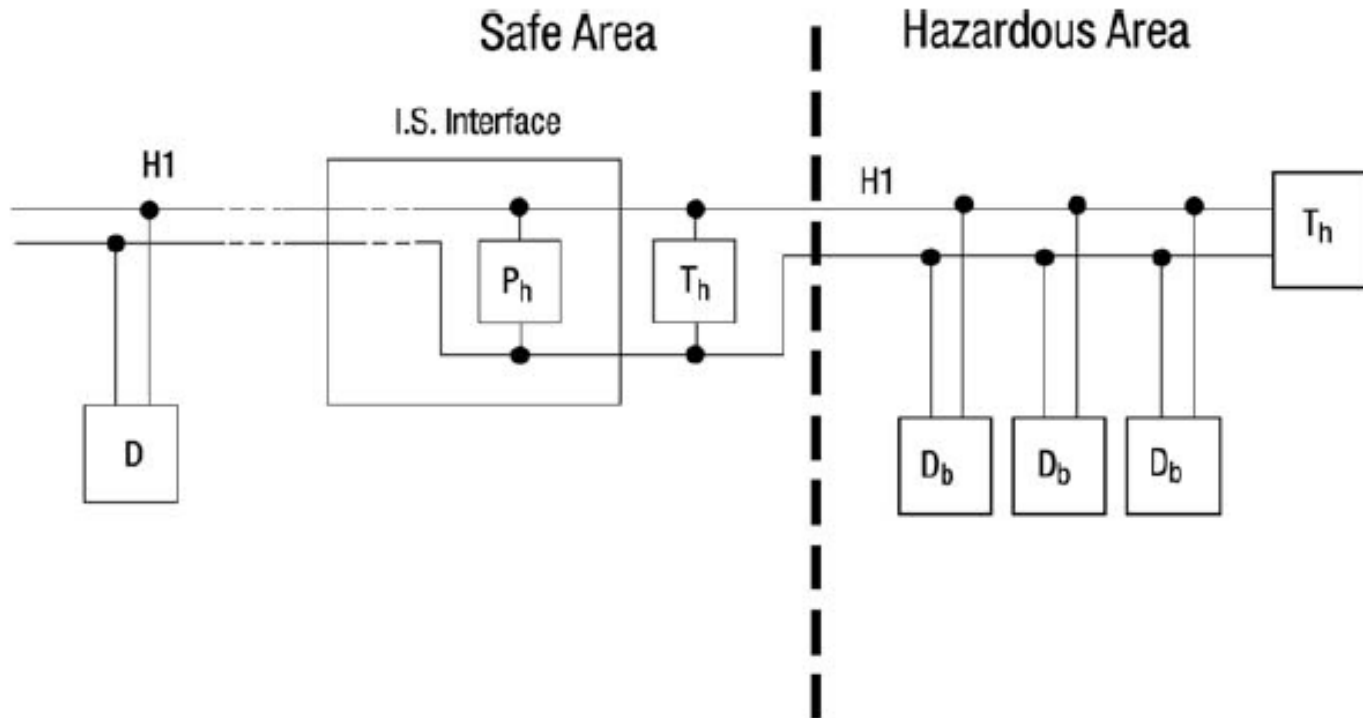 Safe Area
Hazardous Area
I.S. Interface
H1
H1
Ph
Th
Th
D
Db
Db
Db